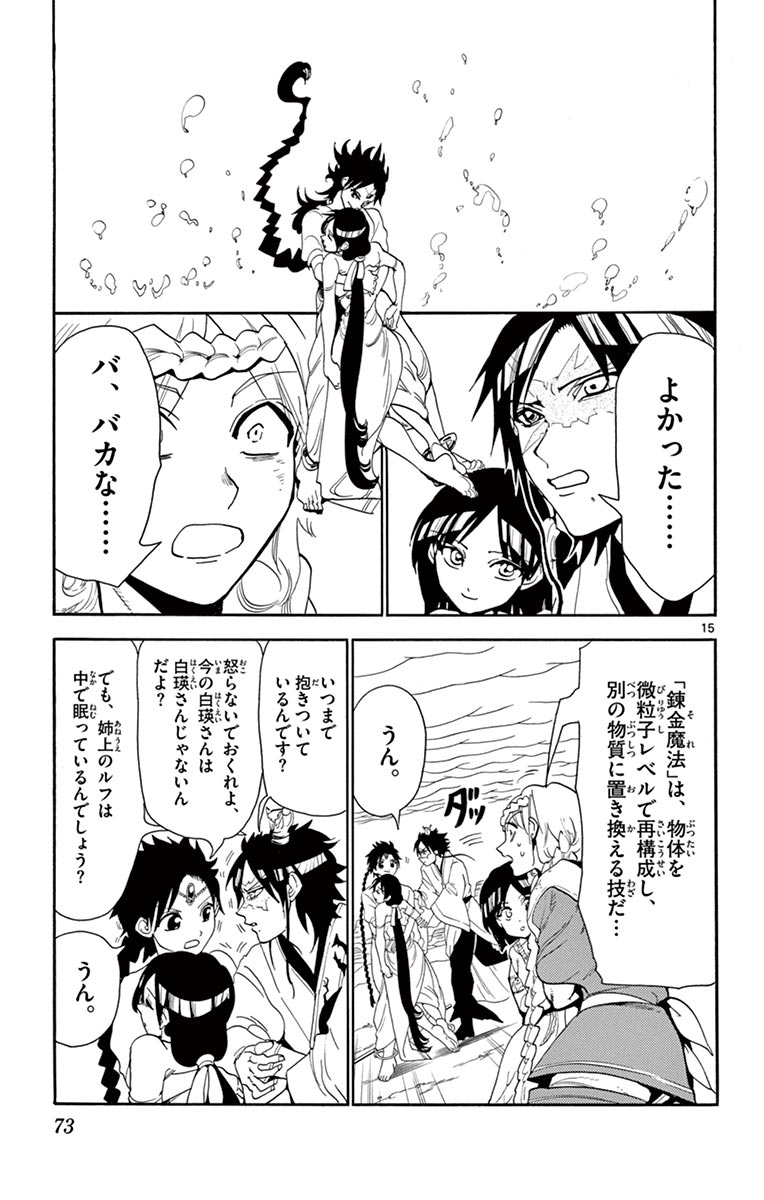 よかった……
バ、バカな……
15
「錬金魔法」は、物体を
微粒子レベルで再構成し、
別の物質に置き換える技だ…
うん。
ダッ
いつまで
抱きついて
いるんです？
怒らないでおくれよ、
今の白瑛さんは
白瑛さんじゃないん
だよ？
でも、姉上のルフは
中で眠っているんでしょう？
うん。
73